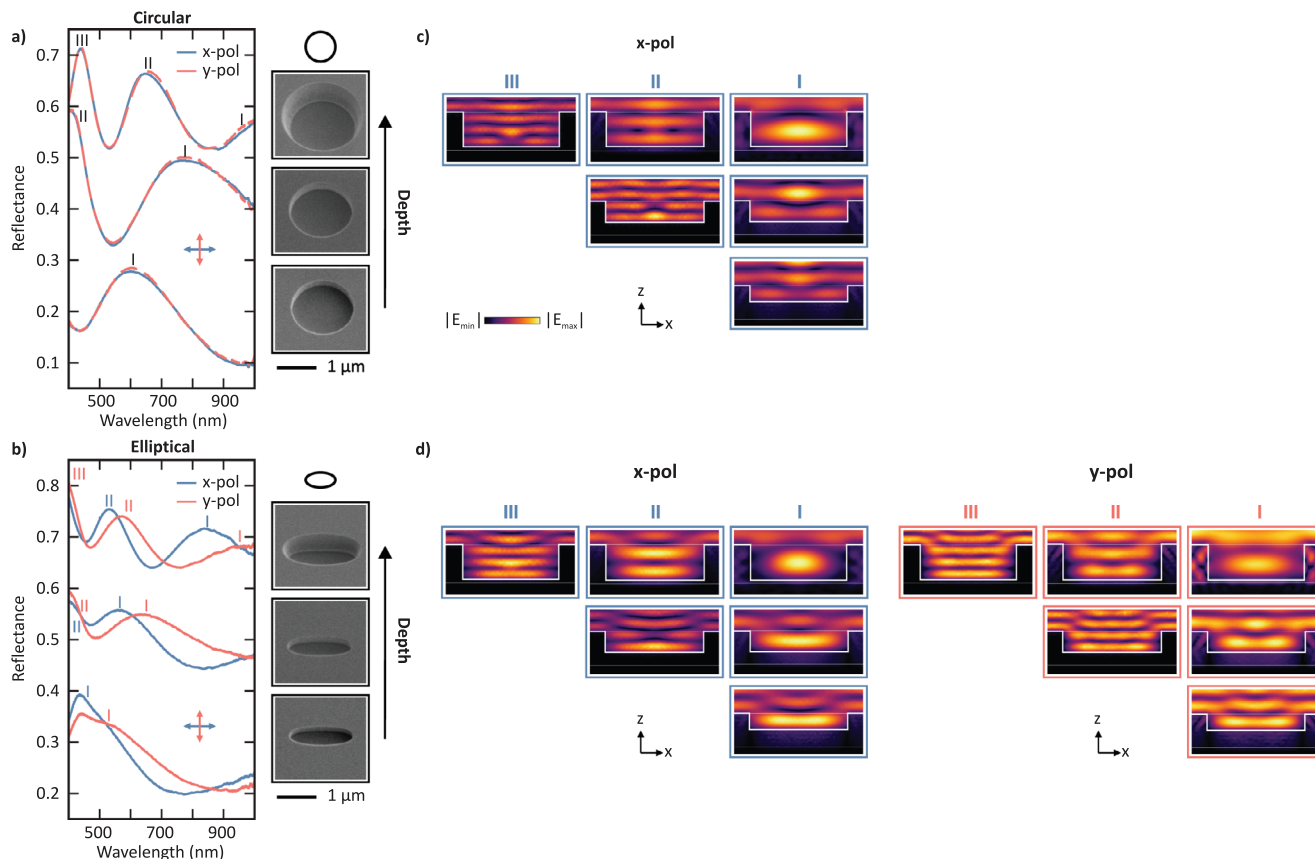 Circular
a)
0.7
0.6
0.5
0.4
0.3
0.2
0.1
Reflectance
III
II
I
x-pol
y-pol
II
I
I
500
700
900
Wavelength (nm)
Depth
1 µm
c)
x-pol
III
II
I
|Emin|
|Emax|
z
x
b)
Elliptical
0.8
0.7
0.6
0.5
0.4
0.3
0.2
Reflectance
III
II
II
I
I
x-pol
y-pol
II
II
I
I
I
I
500
700
900
Wavelength (nm)
Depth
1 µm
d)
x-pol
y-pol
III
II
I
III
II
I
z
x
z
x